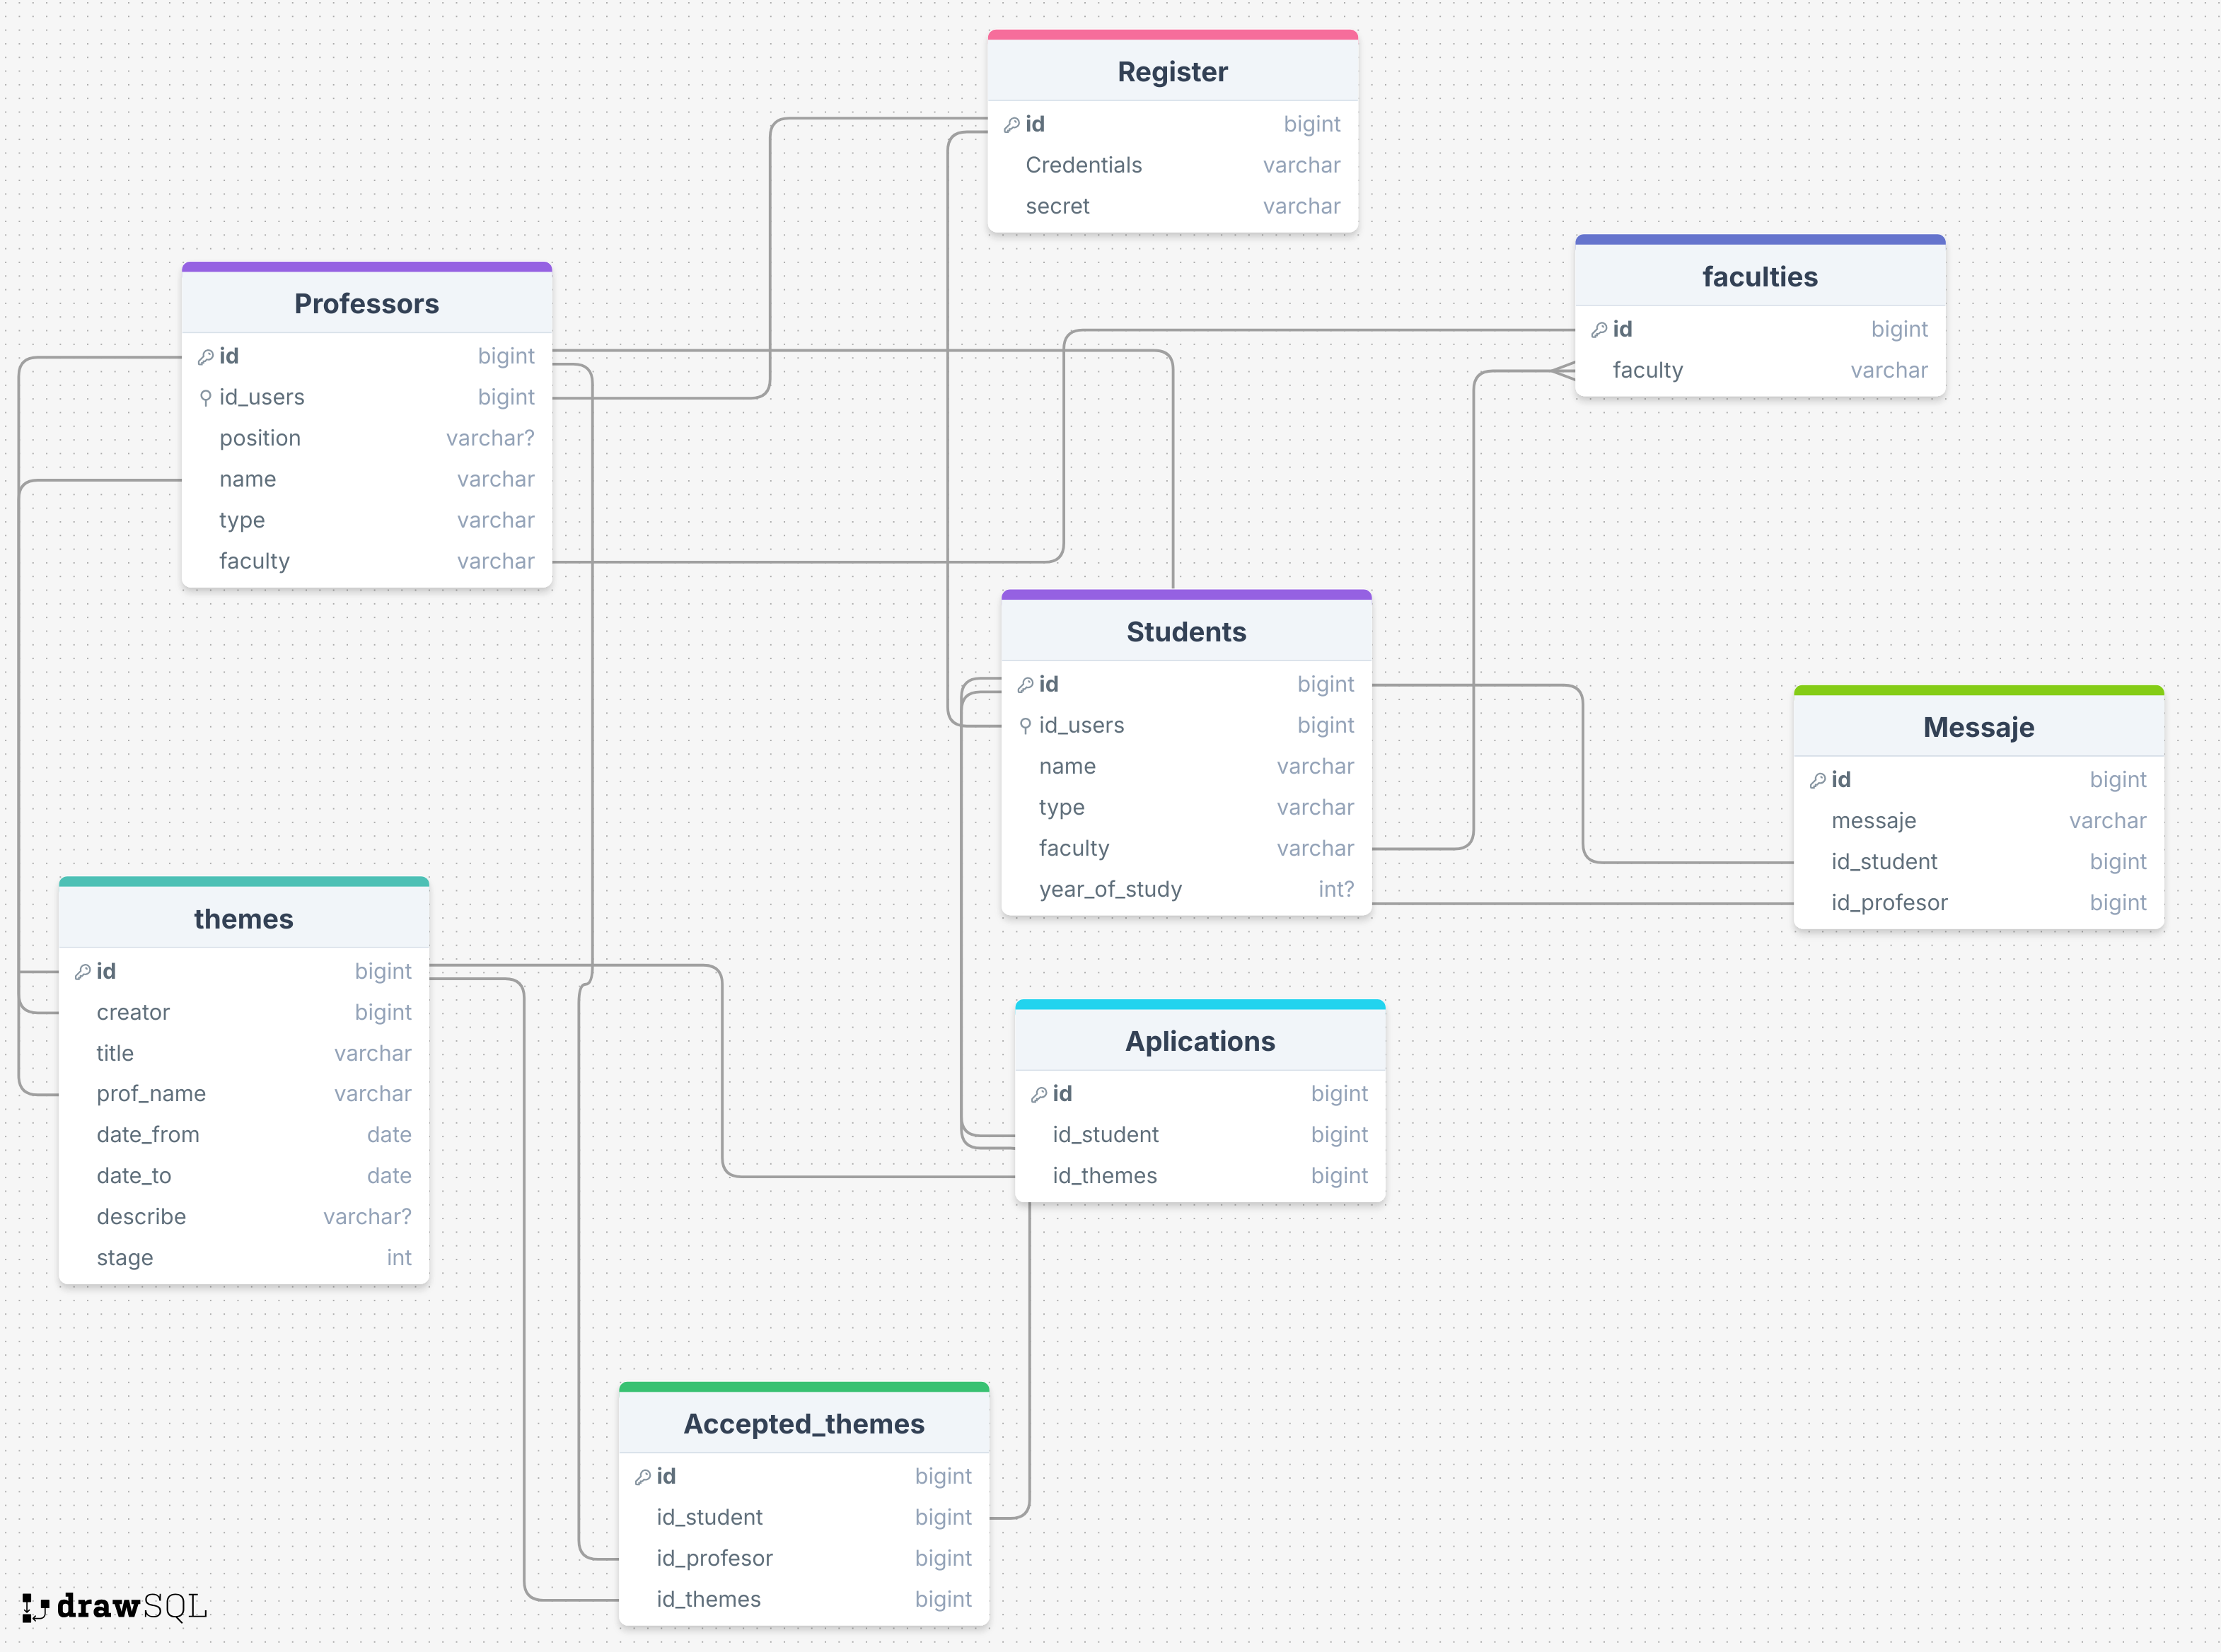 Register
id bigint
Credentials varchar
secret varchar
faculties
id bigint
faculty varchar
Professors
id bigint
id_users bigint
position varchar?
name varchar
type varchar
faculty varchar
Students
id bigint
id_users bigint
name varchar
type varchar
faculty varchar
year_of_study int?
Messaje
id bigint
messaje varchar
id_student bigint
id_profesor bigint
themes
id bigint
creator bigint
title varchar
prof_name varchar
date_from date
date_to date
describe varchar?
stage int
Aplications
id bigint
id_student bigint
id_themes bigint
Accepted_themes
id bigint
id_student bigint
id_profesor bigint
id_themes bigint
drawSQL